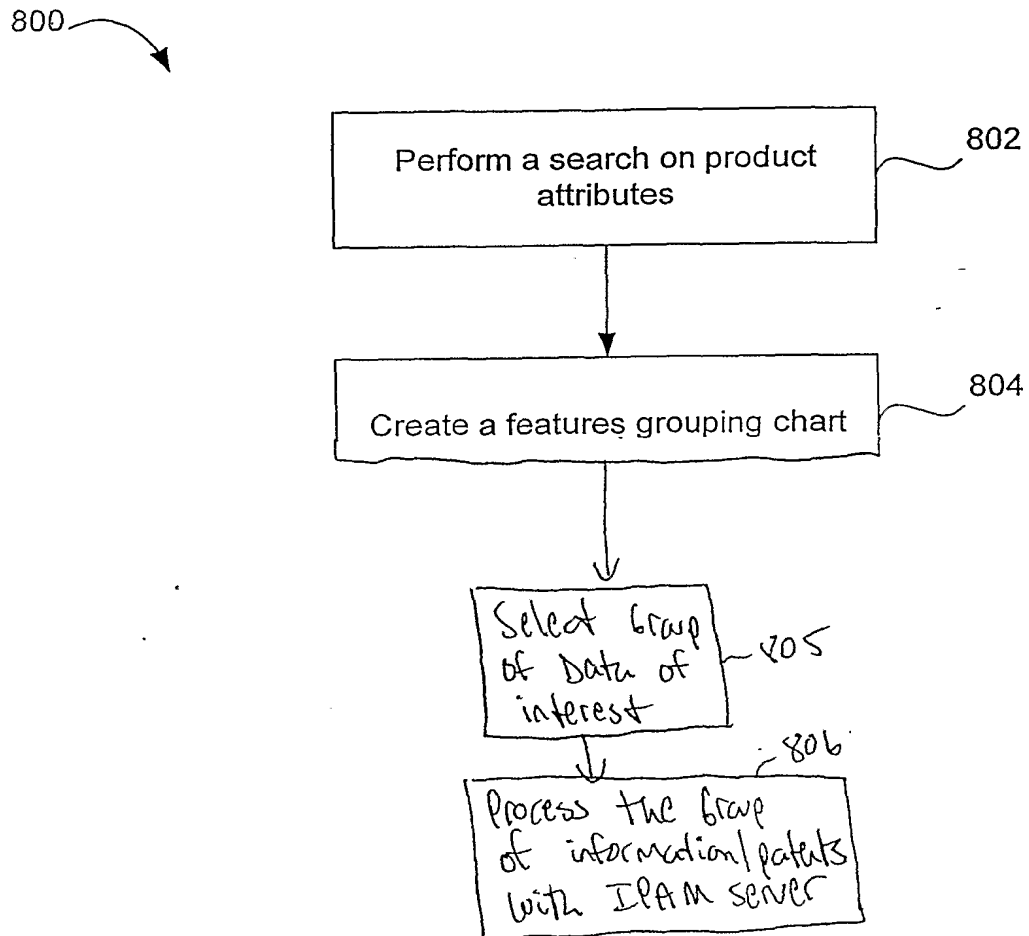 800
Perform a search on product
attributes
802
Create a features grouping chart
804
Select Group
of Data of
interest
805
806
Process the Group
of information/patents
with IPAM server